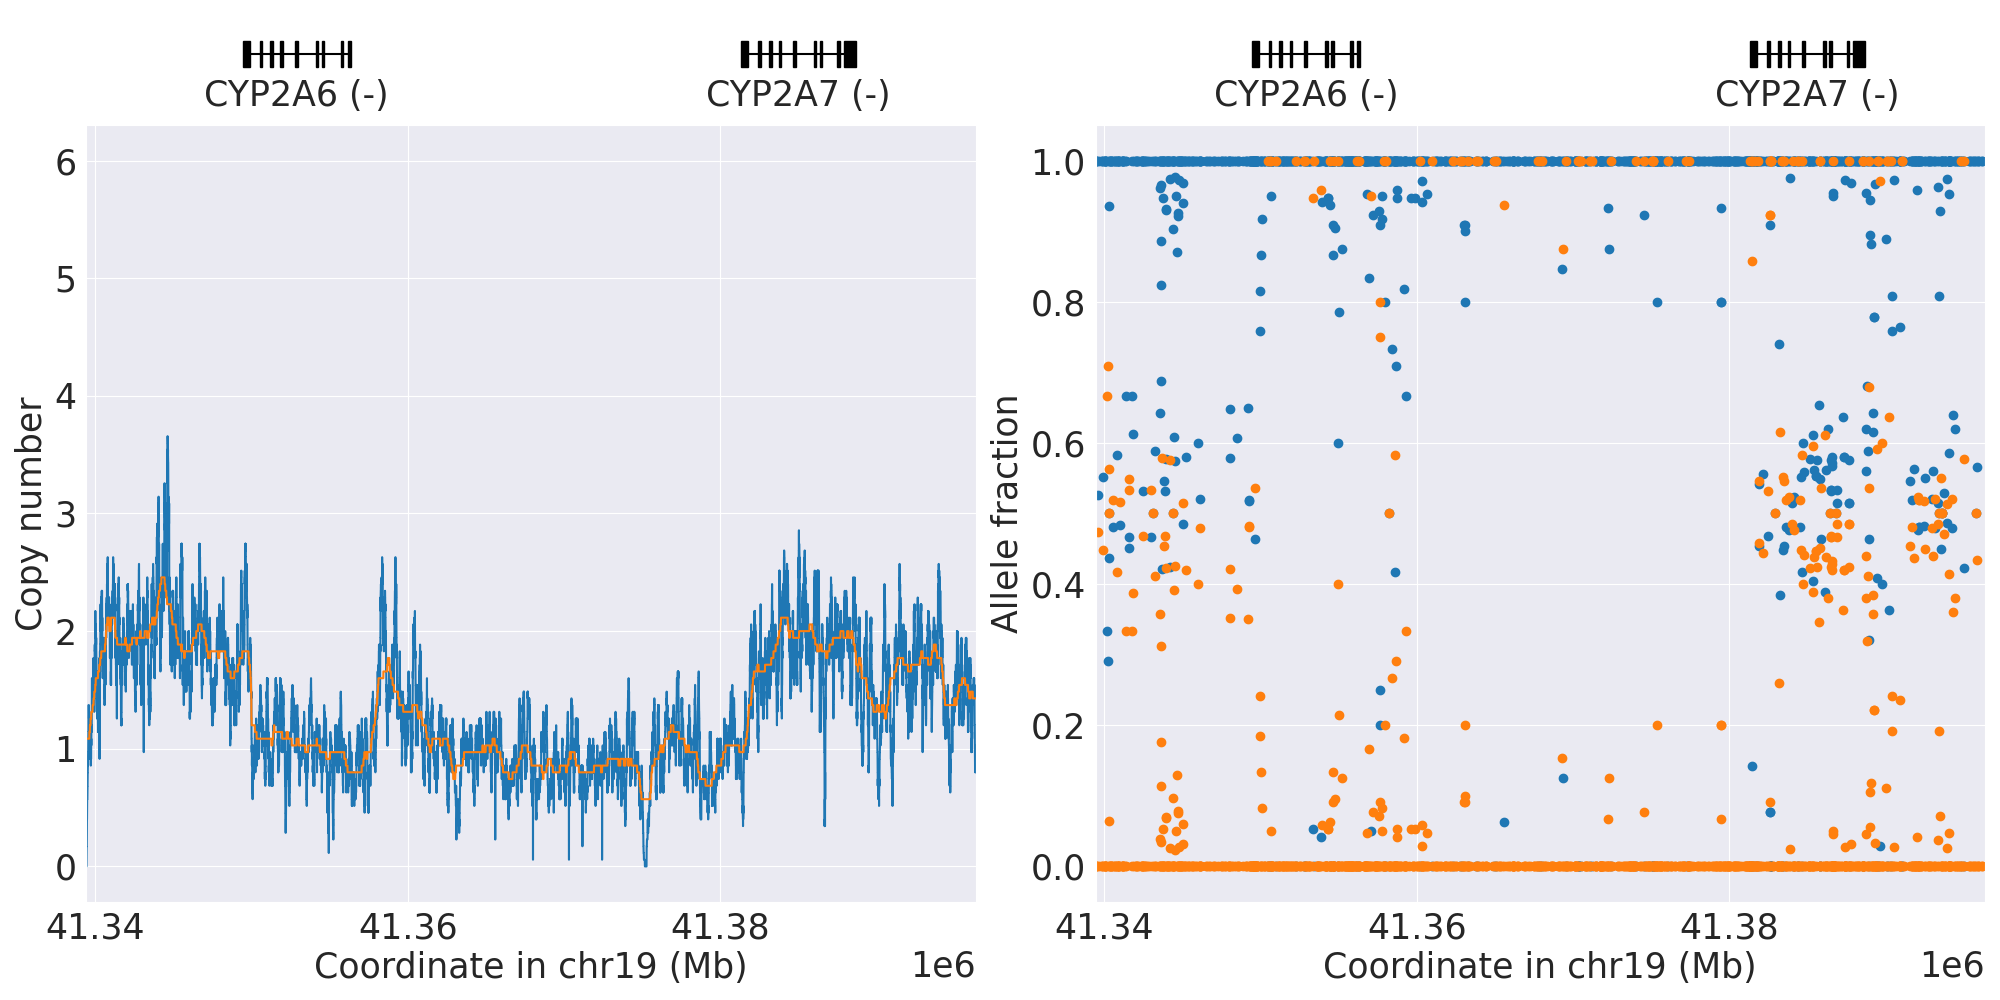 CYP2A6 (-) CYP2A7 (-)
6
5
4
3
2
1
0
Copy number
41.34 41.36 41.38
Coordinate in chr19 (Mb) 1e6
CYP2A6 (-) CYP2A7 (-)
1.0
0.8
0.6
0.4
0.2
0.0
Allele fraction
41.34 41.36 41.38
Coordinate in chr19 (Mb) 1e6